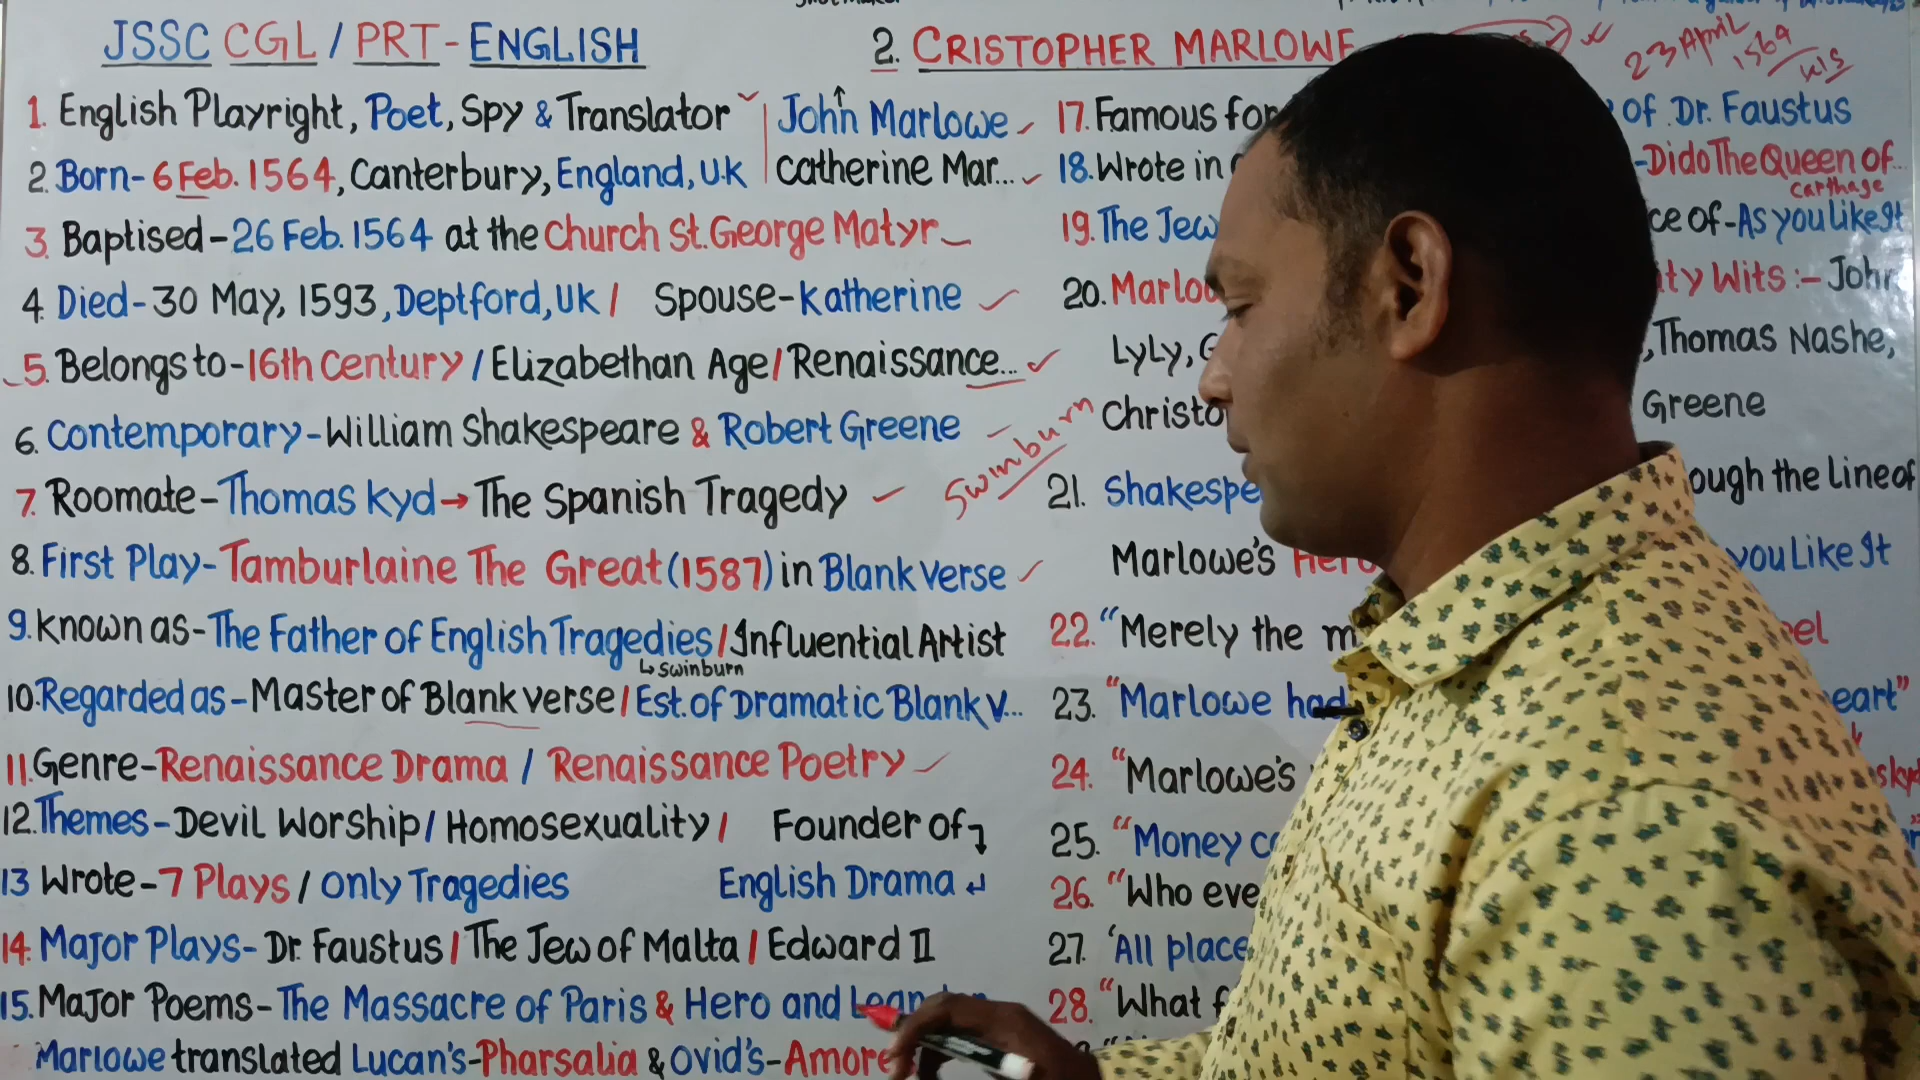 JSSC CGL / PRT - ENGLISH
1. English Playright, Poet, Spy & Translator
John Marlowe
Catherine Mar...
2. Born - 6 Feb. 1564, Canterbury, England, U.K
3. Baptised - 26 Feb. 1564 at the Church St. George Matyr
4. Died - 30 May, 1593, Deptford, Uk / Spouse - Katherine
5. Belongs to - 16th Century / Elizabethan Age / Renaissance...
6. Contemporary - William Shakespeare & Robert Greene
7. Roomate - Thomas Kyd → The Spanish Tragedy
8. First Play - Tamburlaine The Great (1587) in Blank verse
9. Known as - The Father of English Tragedies / Influential Artist
↳ Swinburn
10. Regarded as - Master of Blank verse / Est. of Dramatic Blank V...
11. Genre - Renaissance Drama / Renaissance Poetry
12. Themes - Devil Worship / Homosexuality / Founder of
English Drama
13 Wrote - 7 Plays / Only Tragedies
14. Major Plays - Dr. Faustus / The Jew of Malta / Edward II
15. Major Poems - The Massacre of Paris & Hero and
Marlowe translated Lucan's - Pharsalia & Ovid's - Amore
Swinburn
2. CRISTOPHER MARLOWE
23 April
1564
17. Famous for of Dr. Faustus
18. Wrote in - Dido The Queen of...
Carthage
19. The Jew ce of - As you Like It
20. Marlow ity Wits :- John
LyLy, G , Thomas Nashe,
Christo Greene
21. Shakespe ough the Line of
Marlowe's Hero you Like It
22. "Merely the m el
23. "Marlowe had eart"
24. "Marlowe's
25. "Money c
26. "Who eve
27. 'All place
28. "What f